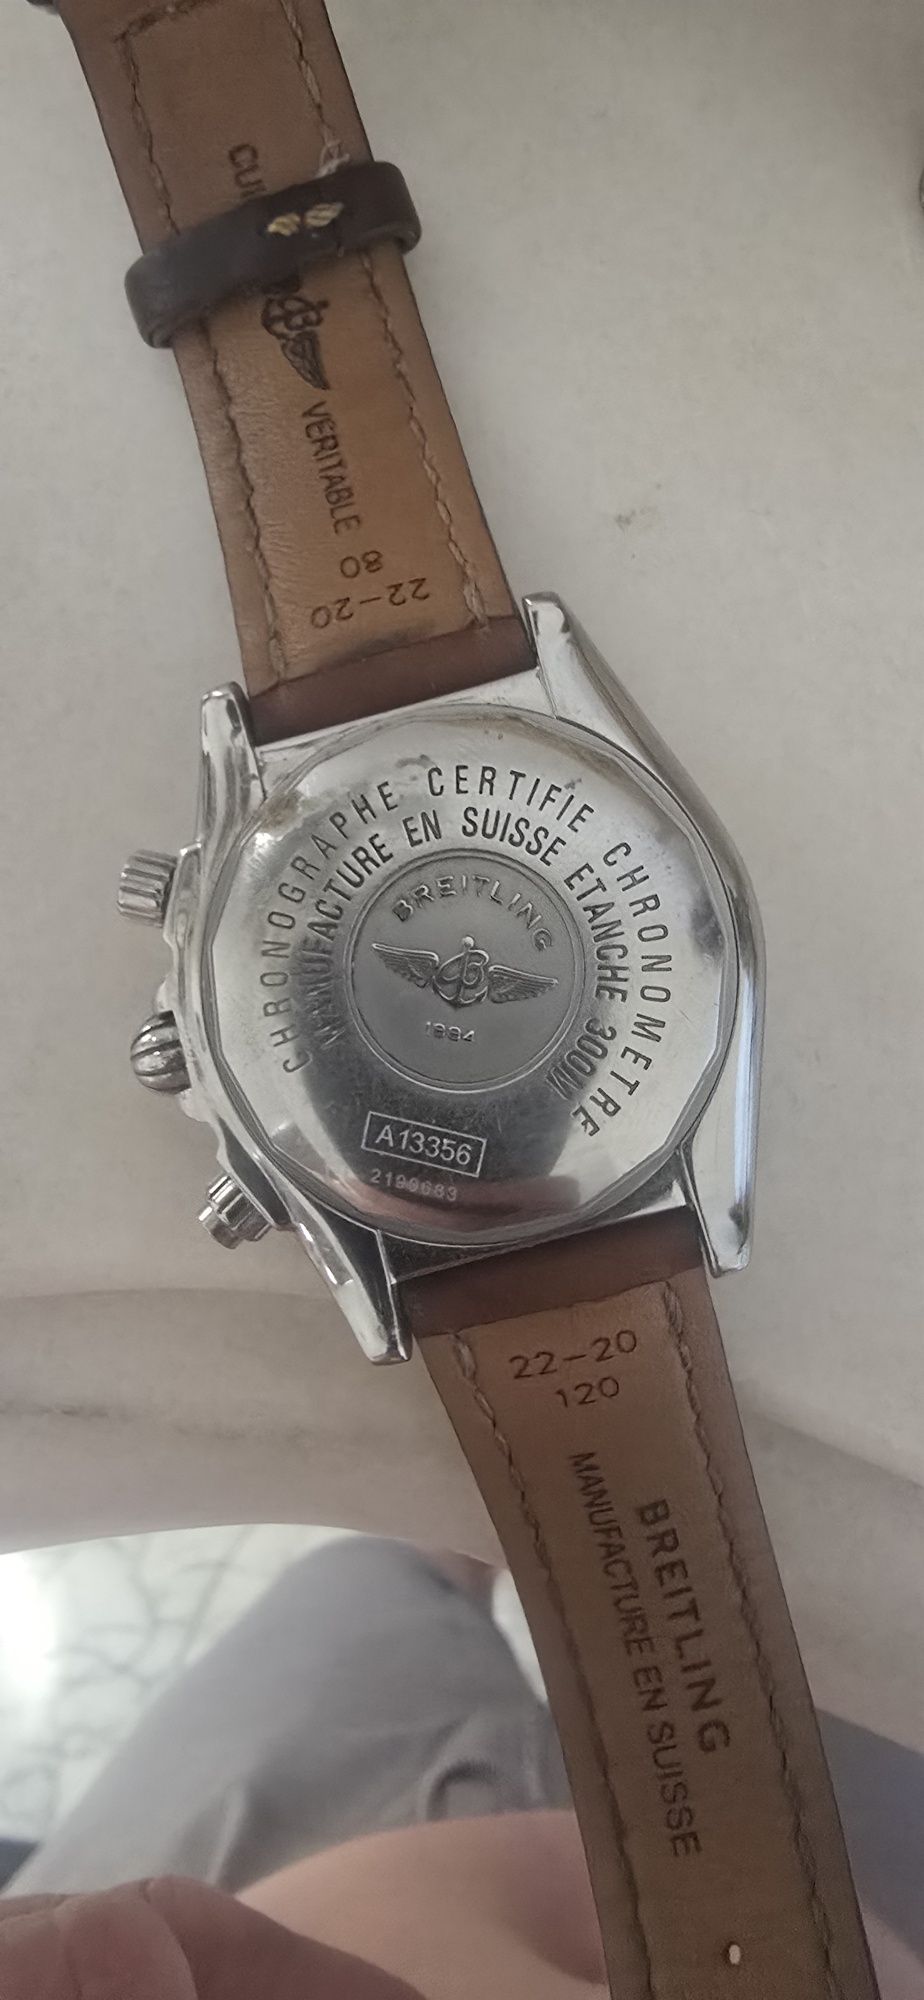 VERITABLE
80
22-20
CHRONOGRAPHE CERTIFIE CHRONOMETRE
MANUFACTURE EN SUISSE ETANCHE 300M
BREITLING
B
1884
A13356
2199683
22-20
120
BREITLING
MANUFACTURE EN SUISSE